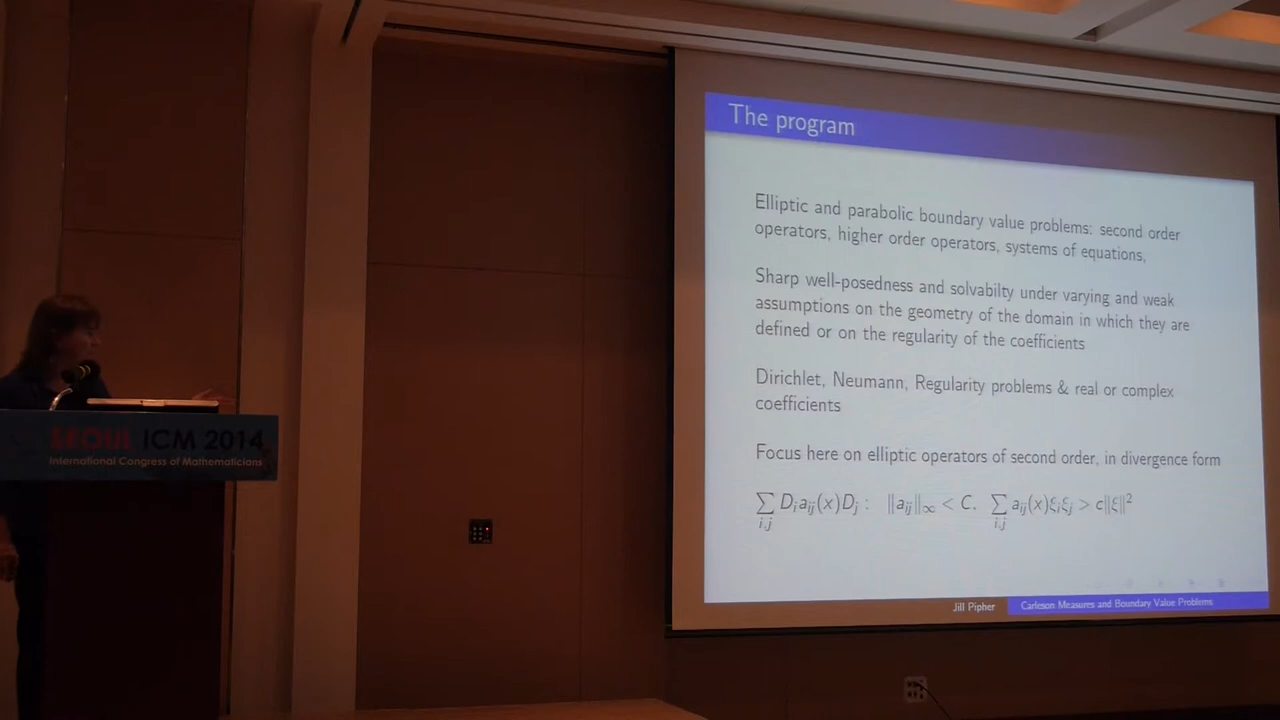 The program
Elliptic and parabolic boundary value problems: second order
operators, higher order operators, systems of equations,
Sharp well-posedness and solvabilty under varying and weak
assumptions on the geometry of the domain in which they are
defined or on the regularity of the coefficients
Dirichlet, Neumann, Regularity problems & real or complex
coefficients
Focus here on elliptic operators of second order, in divergence form
∑_{i,j} D_i a_{ij}(x)D_j : ‖a_{ij}‖_∞ < C. ∑_{i,j} a_{ij}(x)ξ_iξ_j > c‖ξ‖²
Jill Pipher Carleson Measures and Boundary Value Problems
SEOUL ICM 2014
International Congress of Mathematicians